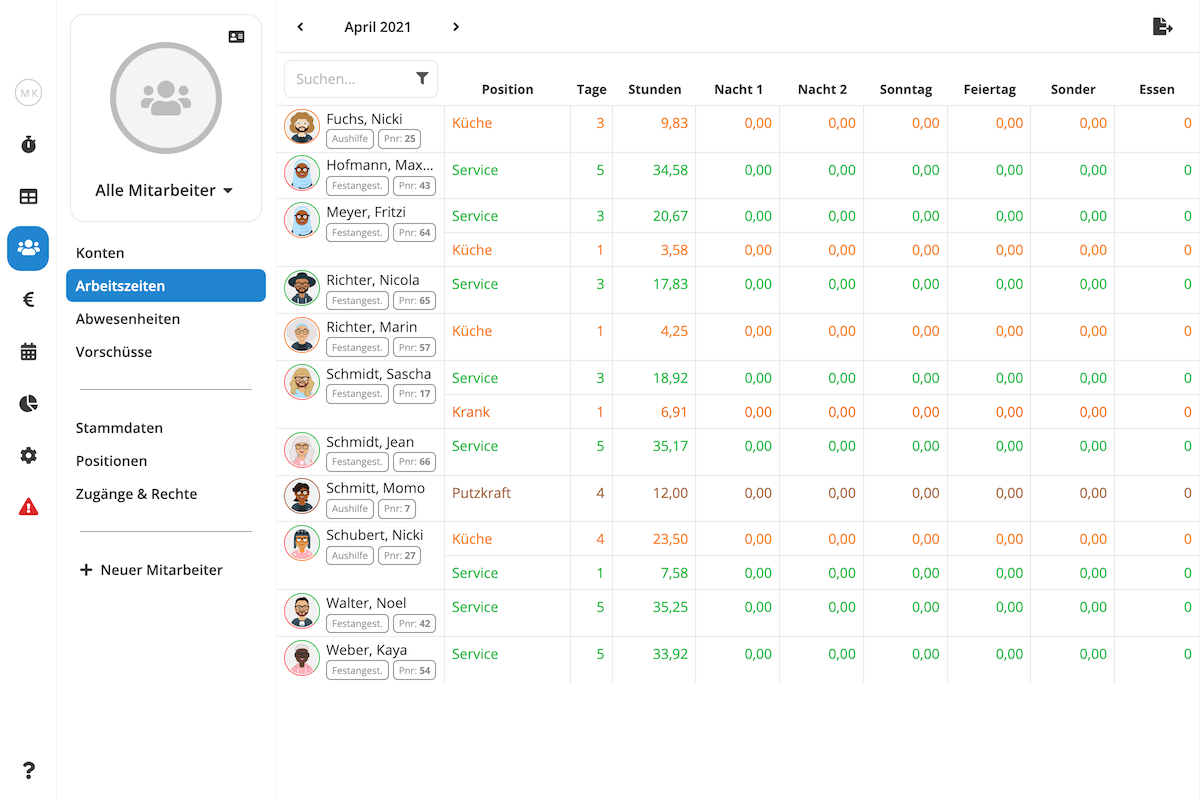 MK
Alle Mitarbeiter
Konten
Arbeitszeiten
Abwesenheiten
Vorschüsse
Stammdaten
Positionen
Zugänge & Rechte
+ Neuer Mitarbeiter
€
?
April 2021
Suchen...
Position Tage Stunden Nacht 1 Nacht 2 Sonntag Feiertag Sonder Essen
Fuchs, Nicki
Aushilfe Pnr: 25
Küche 3 9,83 0,00 0,00 0,00 0,00 0,00 0
Hofmann, Max...
Festangest. Pnr: 43
Service 5 34,58 0,00 0,00 0,00 0,00 0,00 0
Meyer, Fritzi
Festangest. Pnr: 64
Service 3 20,67 0,00 0,00 0,00 0,00 0,00 0
Küche 1 3,58 0,00 0,00 0,00 0,00 0,00 0
Richter, Nicola
Festangest. Pnr: 65
Service 3 17,83 0,00 0,00 0,00 0,00 0,00 0
Richter, Marin
Festangest. Pnr: 57
Küche 1 4,25 0,00 0,00 0,00 0,00 0,00 0
Schmidt, Sascha
Festangest. Pnr: 17
Service 3 18,92 0,00 0,00 0,00 0,00 0,00 0
Krank 1 6,91 0,00 0,00 0,00 0,00 0,00 0
Schmidt, Jean
Festangest. Pnr: 66
Service 5 35,17 0,00 0,00 0,00 0,00 0,00 0
Schmitt, Momo
Aushilfe Pnr: 7
Putzkraft 4 12,00 0,00 0,00 0,00 0,00 0,00 0
Schubert, Nicki
Aushilfe Pnr: 27
Küche 4 23,50 0,00 0,00 0,00 0,00 0,00 0
Service 1 7,58 0,00 0,00 0,00 0,00 0,00 0
Walter, Noel
Festangest. Pnr: 42
Service 5 35,25 0,00 0,00 0,00 0,00 0,00 0
Weber, Kaya
Festangest. Pnr: 54
Service 5 33,92 0,00 0,00 0,00 0,00 0,00 0